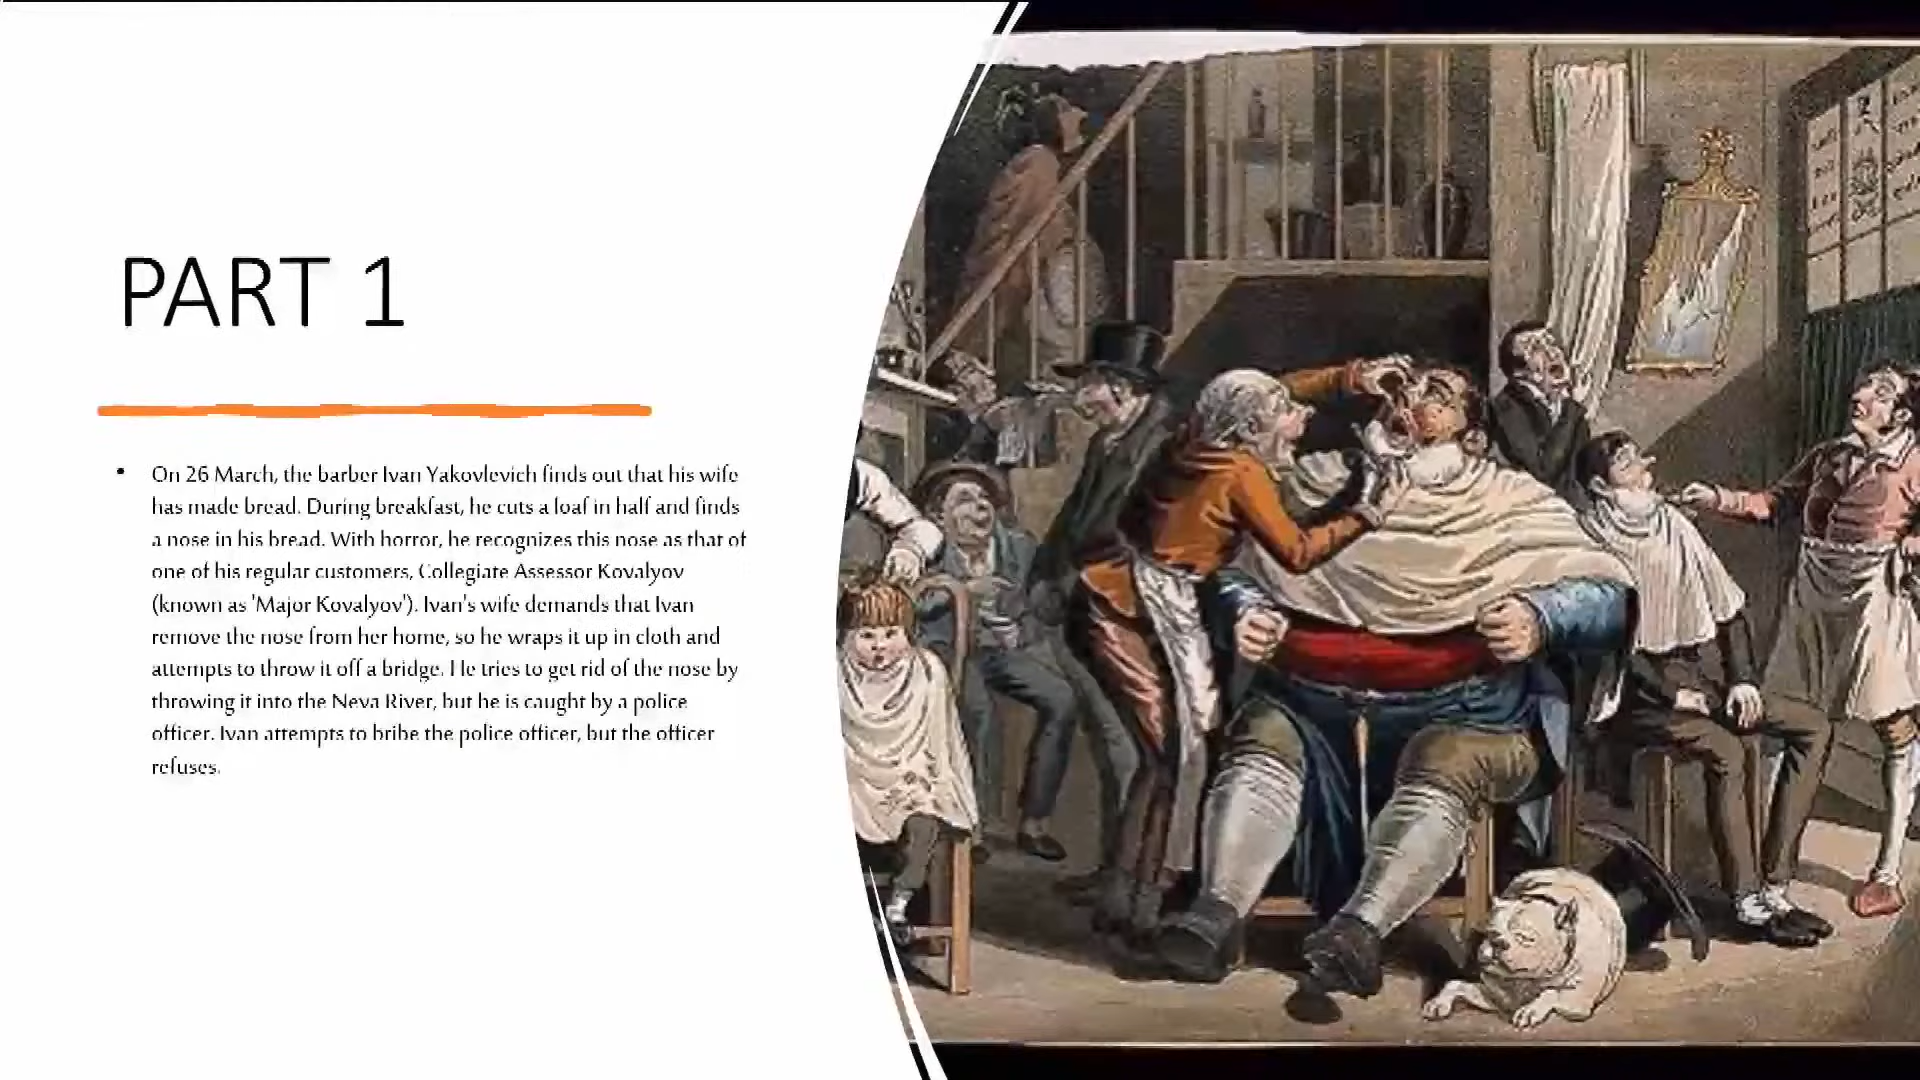 PART 1
• On 26 March, the barber Ivan Yakovlevich finds out that his wife
has made bread. During breakfast, he cuts a loaf in half and finds
a nose in his bread. With horror, he recognizes this nose as that of
one of his regular customers, Collegiate Assessor Kovalyov
(known as 'Major Kovalyov'). Ivan's wife demands that Ivan
remove the nose from her home, so he wraps it up in cloth and
attempts to throw it off a bridge. He tries to get rid of the nose by
throwing it into the Neva River, but he is caught by a police
officer. Ivan attempts to bribe the police officer, but the officer
refuses.